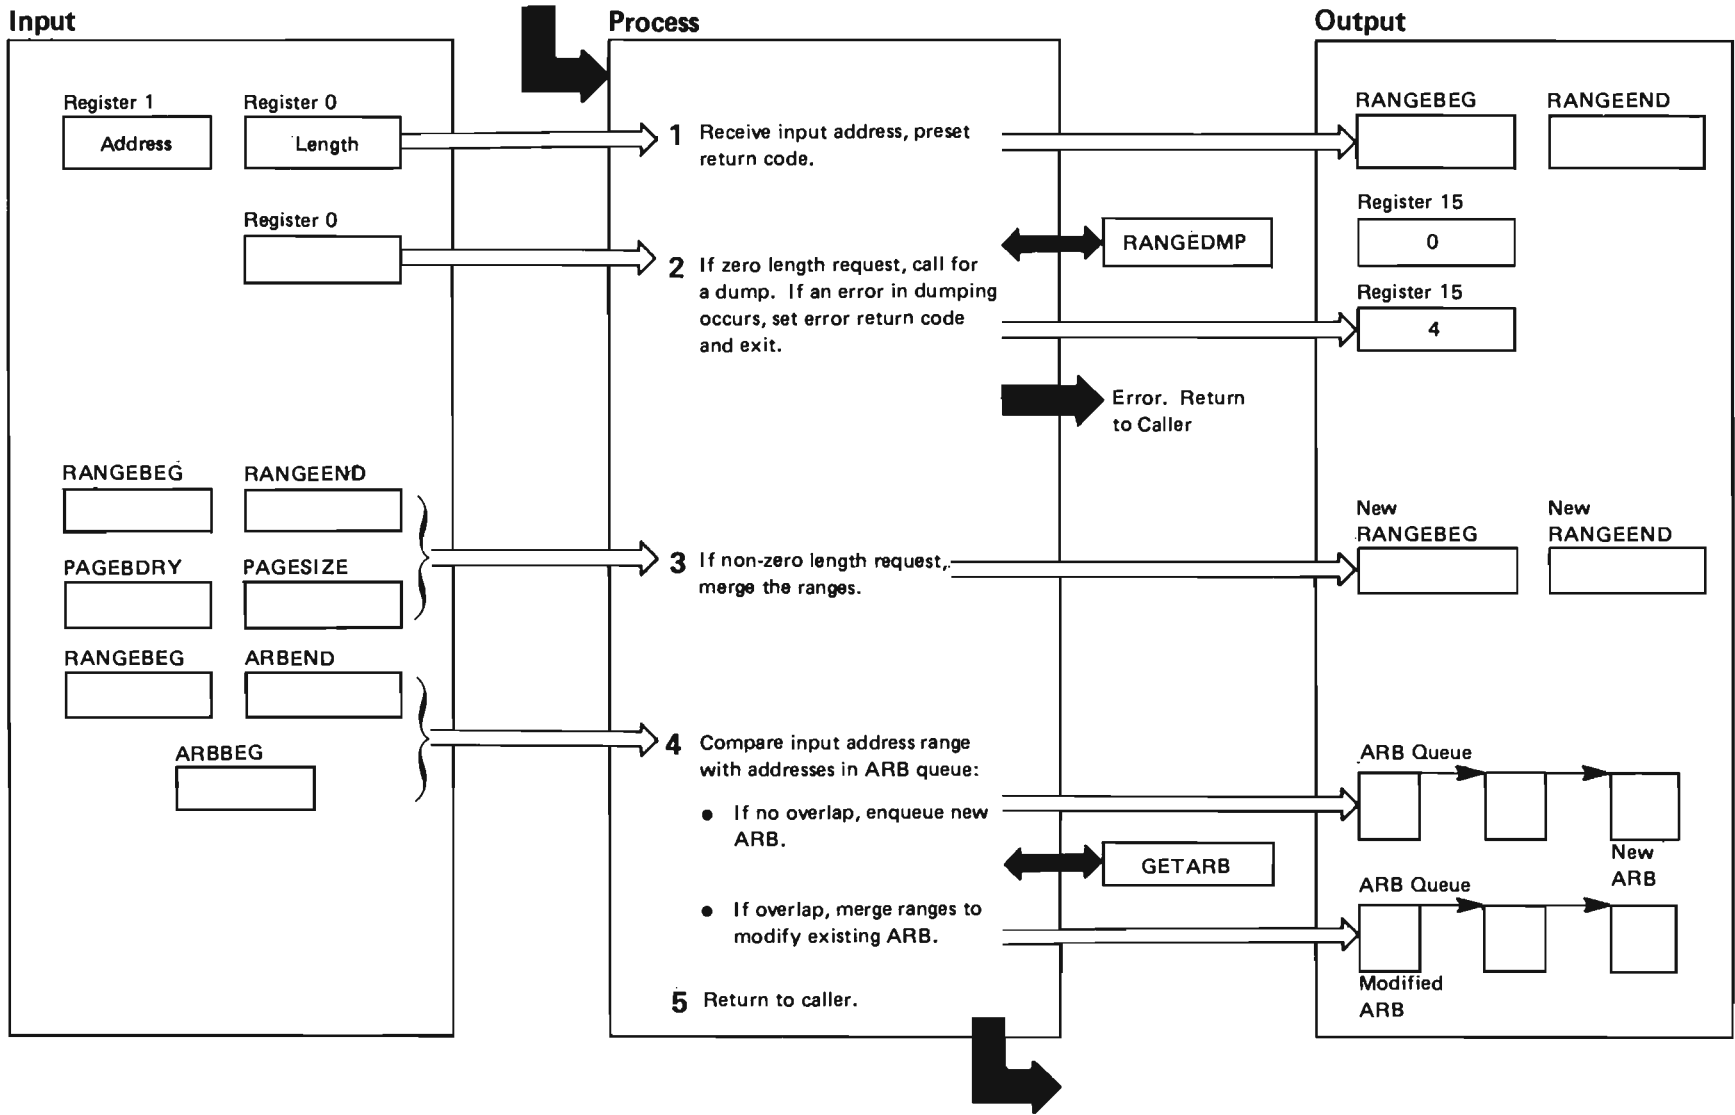 Input
Process
Output
Register 1
Register 0
Address
Length
1 Receive input address, preset
return code.
RANGEBEG
RANGEEND
Register 15
0
Register 0
2 If zero length request, call for
a dump. If an error in dumping
occurs, set error return code
and exit.
RANGEDMP
Register 15
4
Error. Return
to Caller
RANGEBEG
RANGEEND
PAGEBDRY
PAGESIZE
3 If non-zero length request,
merge the ranges.
New
RANGEBEG
New
RANGEEND
RANGEBEG
ARBEND
ARBBEG
4 Compare input address range
with addresses in ARB queue:
• If no overlap, enqueue new
ARB.
GETARB
• If overlap, merge ranges to
modify existing ARB.
ARB Queue
New
ARB
ARB Queue
Modified
ARB
5 Return to caller.